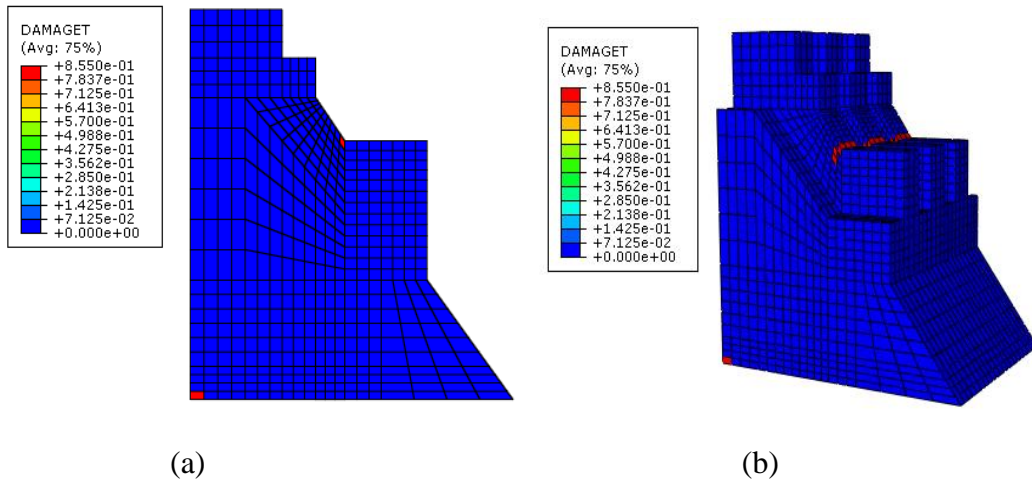 DAMAGET
(Avg: 75%)
+8.550e-01
+7.837e-01
+7.125e-01
+6.413e-01
+5.700e-01
+4.988e-01
+4.275e-01
+3.562e-01
+2.850e-01
+2.138e-01
+1.425e-01
+7.125e-02
+0.000e+00
DAMAGET
(Avg: 75%)
+8.550e-01
+7.837e-01
+7.125e-01
+6.413e-01
+5.700e-01
+4.988e-01
+4.275e-01
+3.562e-01
+2.850e-01
+2.138e-01
+1.425e-01
+7.125e-02
+0.000e+00
(a)
(b)